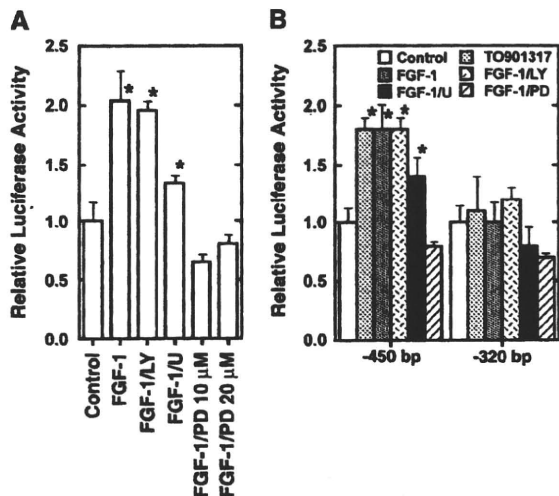 A
Relative Luciferase Activity
2.5
2.0
1.5
1.0
0.5
0.0
*
*
*
Control
FGF-1
FGF-1/LY
FGF-1/U
FGF-1/PD 10 µM
FGF-1/PD 20 µM
B
Relative Luciferase Activity
2.5
2.0
1.5
1.0
0.5
0.0
Control
FGF-1
FGF-1/U
TO901317
FGF-1/LY
FGF-1/PD
* * *
*
-450 bp
-320 bp